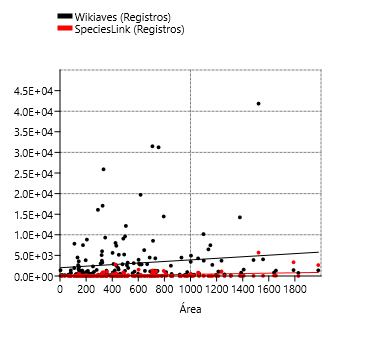 Wikiaves (Registros)
SpeciesLink (Registros)
4.5E+04
4.0E+04
3.5E+04
3.0E+04
2.5E+04
2.0E+04
1.5E+04
1.0E+04
5.0E+03
0.0E+00
0 200 400 600 800 1000 1200 1400 1600 1800
Área